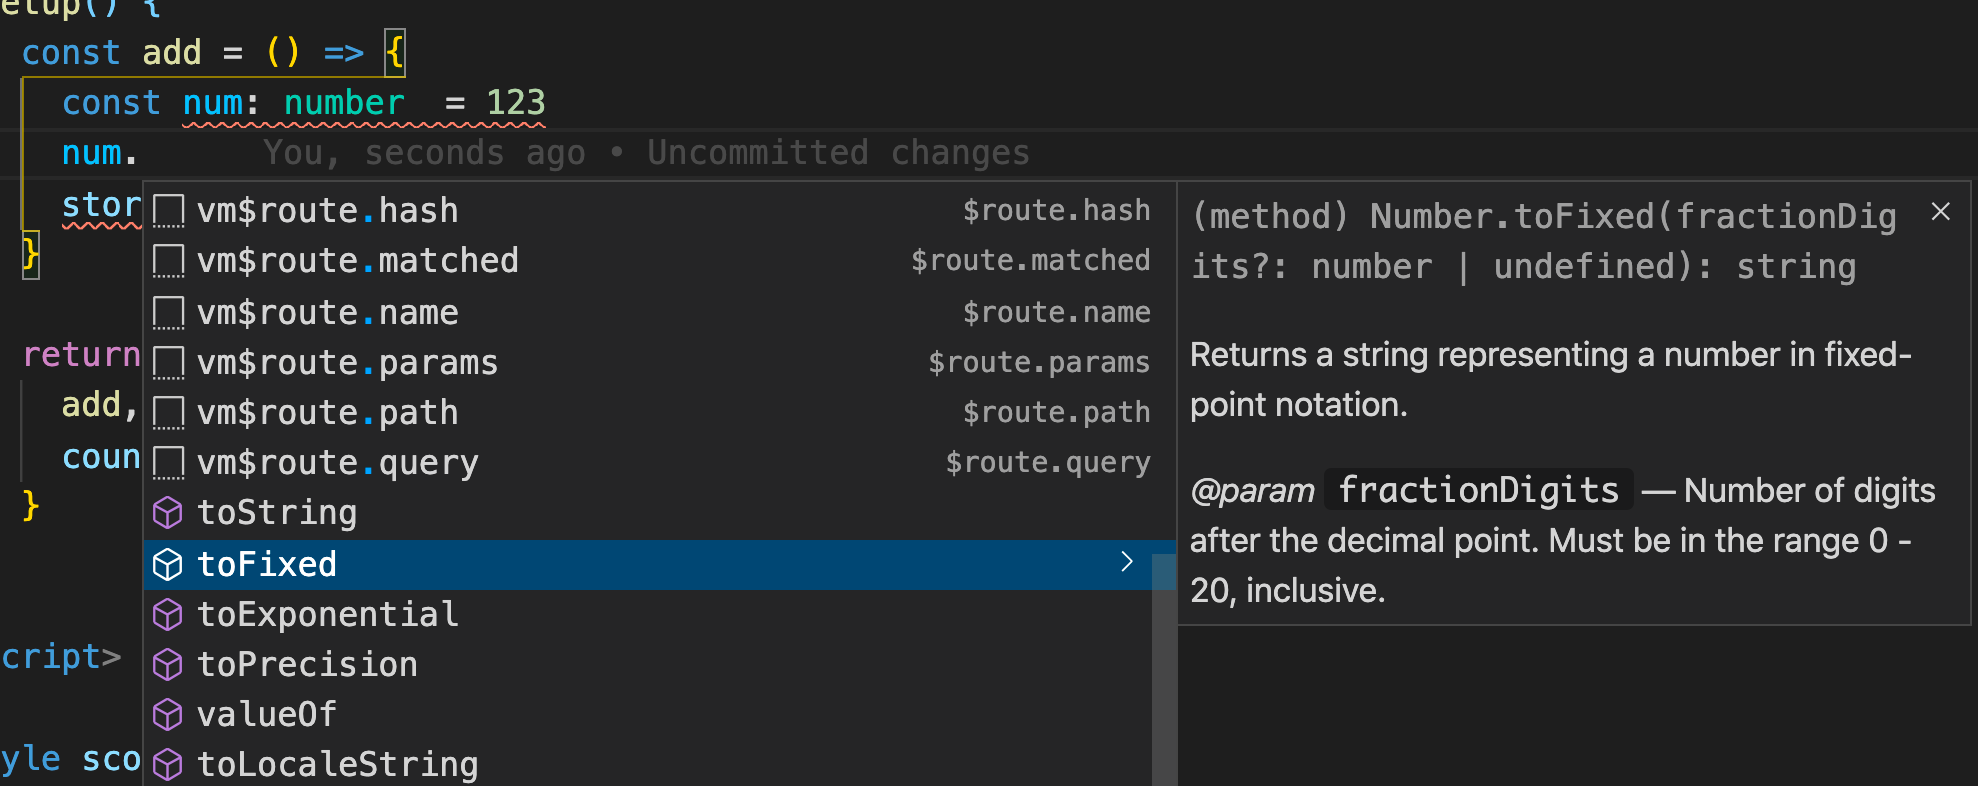 etup() {
const add = () => {
const num: number  = 123
num.      You, seconds ago • Uncommitted changes
stor
}
return
add,
coun
}
cript>
yle sco
vm$route.hash $route.hash
vm$route.matched $route.matched
vm$route.name $route.name
vm$route.params $route.params
vm$route.path $route.path
vm$route.query $route.query
toString
toFixed
toExponential
toPrecision
valueOf
toLocaleString
(method) Number.toFixed(fractionDig
its?: number | undefined): string
Returns a string representing a number in fixed-
point notation.
@param fractionDigits — Number of digits
after the decimal point. Must be in the range 0 -
20, inclusive.